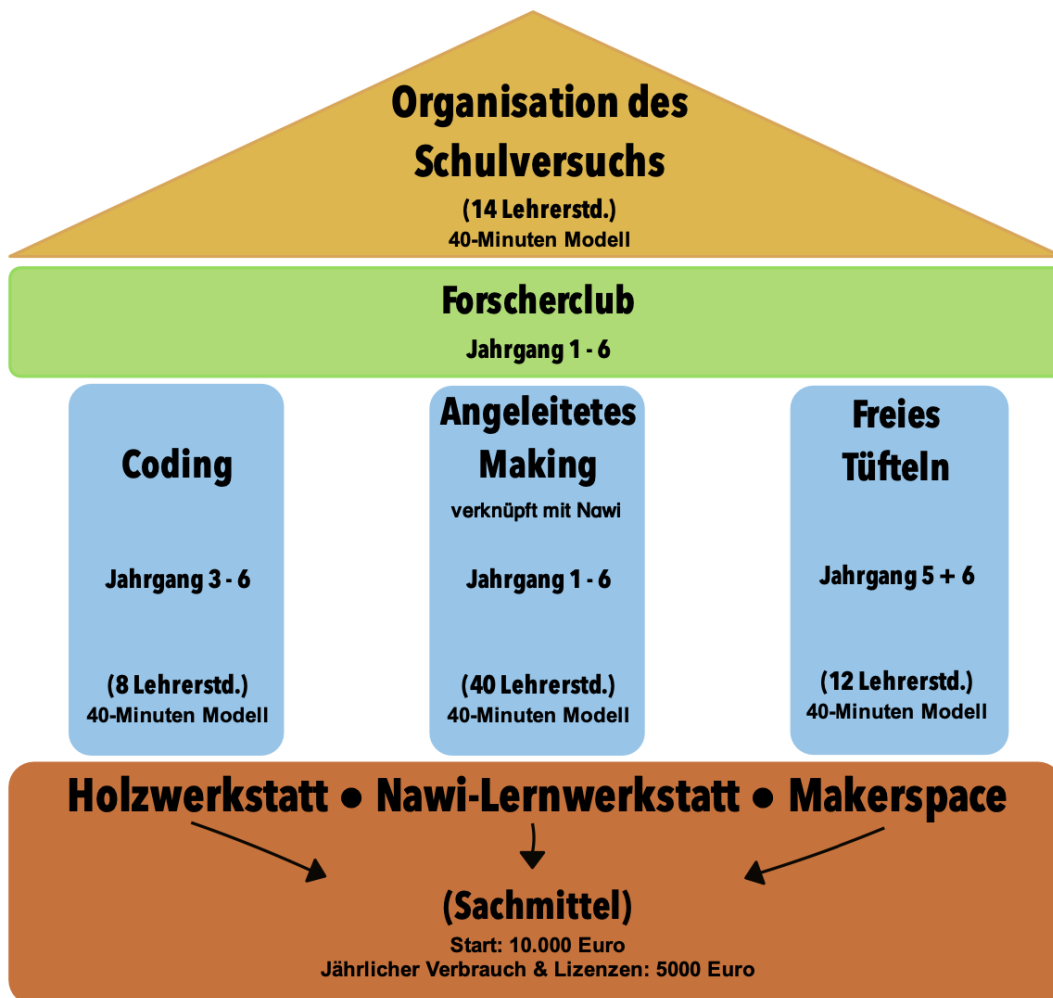 Organisation des
Schulversuchs
(14 Lehrerstd.)
40-Minuten Modell
Forscherclub
Jahrgang 1 - 6
Coding
Jahrgang 3 - 6
(8 Lehrerstd.)
40-Minuten Modell
Angeleitetes
Making
verknüpft mit Nawi
Jahrgang 1 - 6
(40 Lehrerstd.)
40-Minuten Modell
Freies
Tüfteln
Jahrgang 5 + 6
(12 Lehrerstd.)
40-Minuten Modell
Holzwerkstatt ● Nawi-Lernwerkstatt ● Makerspace
(Sachmittel)
Start: 10.000 Euro
Jährlicher Verbrauch & Lizenzen: 5000 Euro